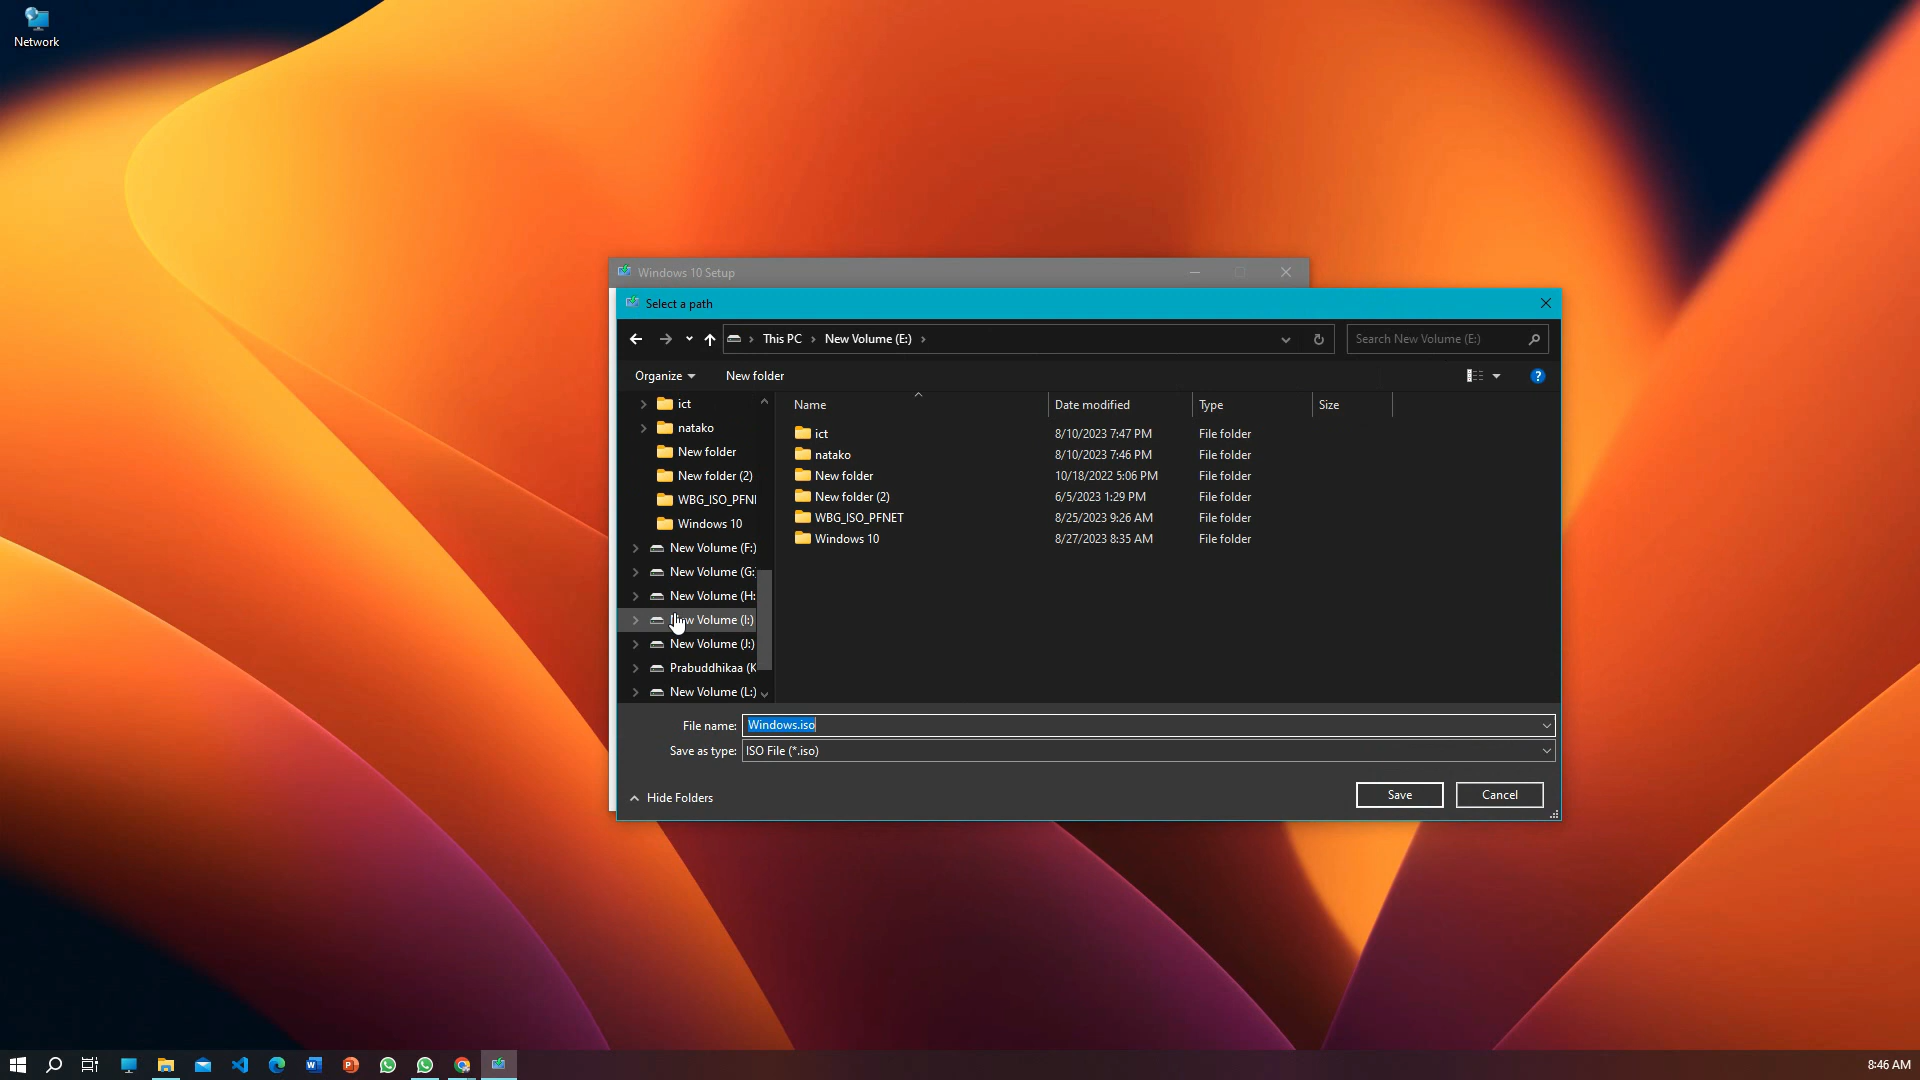 Network
Windows 10 Setup
Select a path
This PC
New Volume (E:)
Search New Volume (E:)
Organize
New folder
ict
natako
New folder
New folder (2)
WBG_ISO_PFN
Windows 10
New Volume (F:)
New Volume (G:
New Volume (H:
New Volume (I:)
New Volume (J:)
Prabuddhikaa (K
New Volume (L:)
Name Date modified Type Size
ict 8/10/2023 7:47 PM File folder
natako 8/10/2023 7:46 PM File folder
New folder 10/18/2022 5:06 PM File folder
New folder (2) 6/5/2023 1:29 PM File folder
WBG_ISO_PFNET 8/25/2023 9:26 AM File folder
Windows 10 8/27/2023 8:35 AM File folder
File name: Windows.iso
Save as type: ISO File (*.iso)
Hide Folders
Save
Cancel
8:46 AM